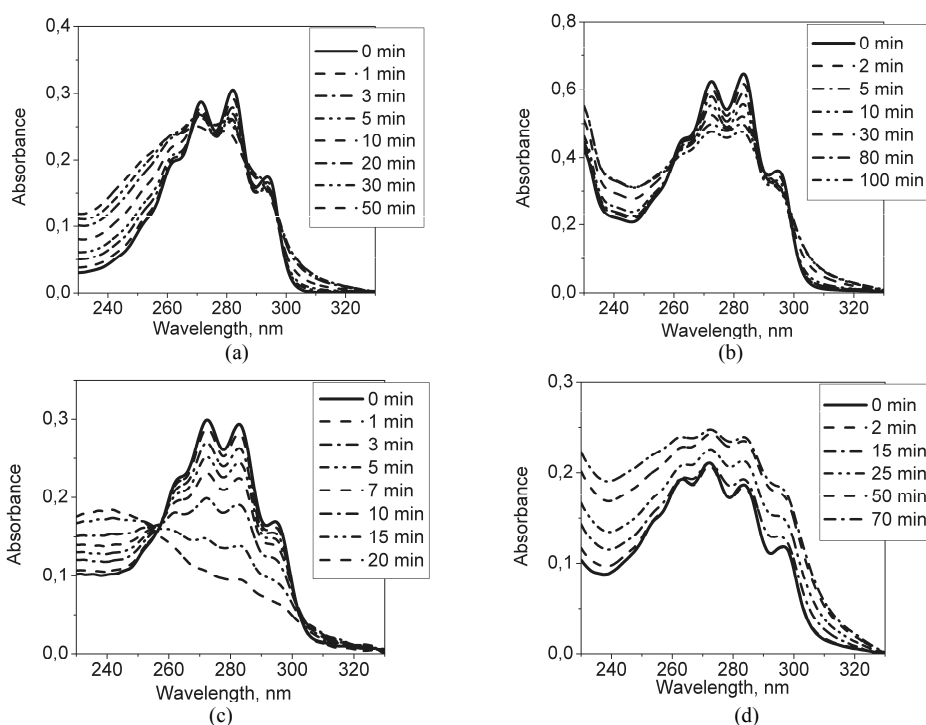 0,4
0,3
0,2
0,1
0,0
Absorbance
240 260 280 300 320
Wavelength, nm
0 min
1 min
3 min
5 min
10 min
20 min
30 min
50 min
(a)
0,8
0,6
0,4
0,2
0,0
Absorbance
240 260 280 300 320
Wavelength, nm
0 min
2 min
5 min
10 min
30 min
80 min
100 min
(b)
0,3
0,2
0,1
0,0
Absorbance
240 260 280 300 320
Wavelength, nm
0 min
1 min
3 min
5 min
7 min
10 min
15 min
20 min
(c)
0,3
0,2
0,1
0,0
Absorbance
240 260 280 300 320
Wavelength, nm
0 min
2 min
15 min
25 min
50 min
70 min
(d)